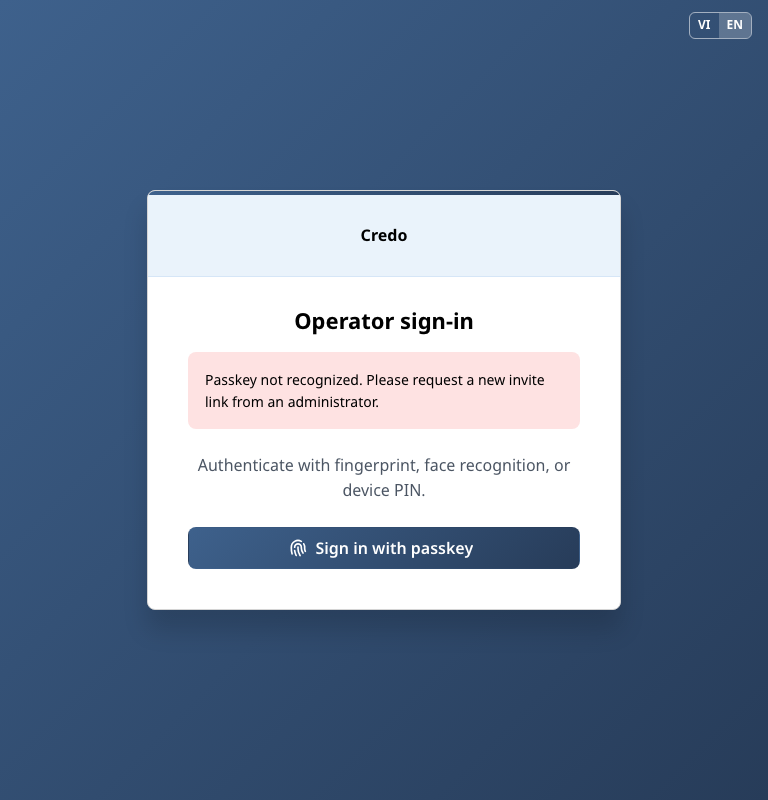 VI EN
Credo
Operator sign-in
Passkey not recognized. Please request a new invite
link from an administrator.
Authenticate with fingerprint, face recognition, or
device PIN.
Sign in with passkey